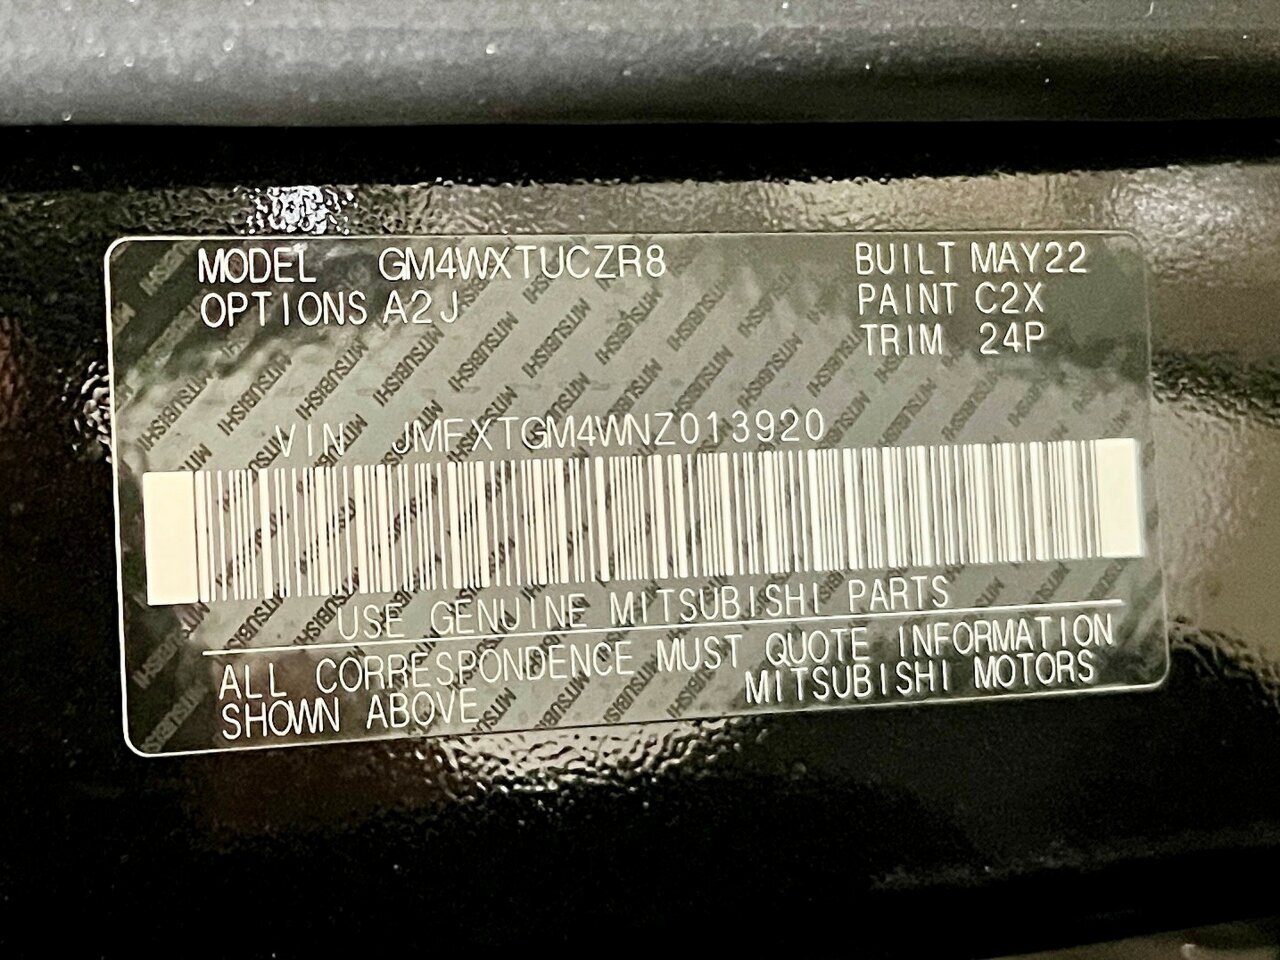 MODEL GM4WXTUCZR8 BUILT MAY22
OPTIONS A2J PAINT C2X
TRIM 24P
VIN JMFXTGM4WNZ013920
USE GENUINE MITSUBISHI PARTS
ALL CORRESPONDENCE MUST QUOTE INFORMATION
SHOWN ABOVE MITSUBISHI MOTORS